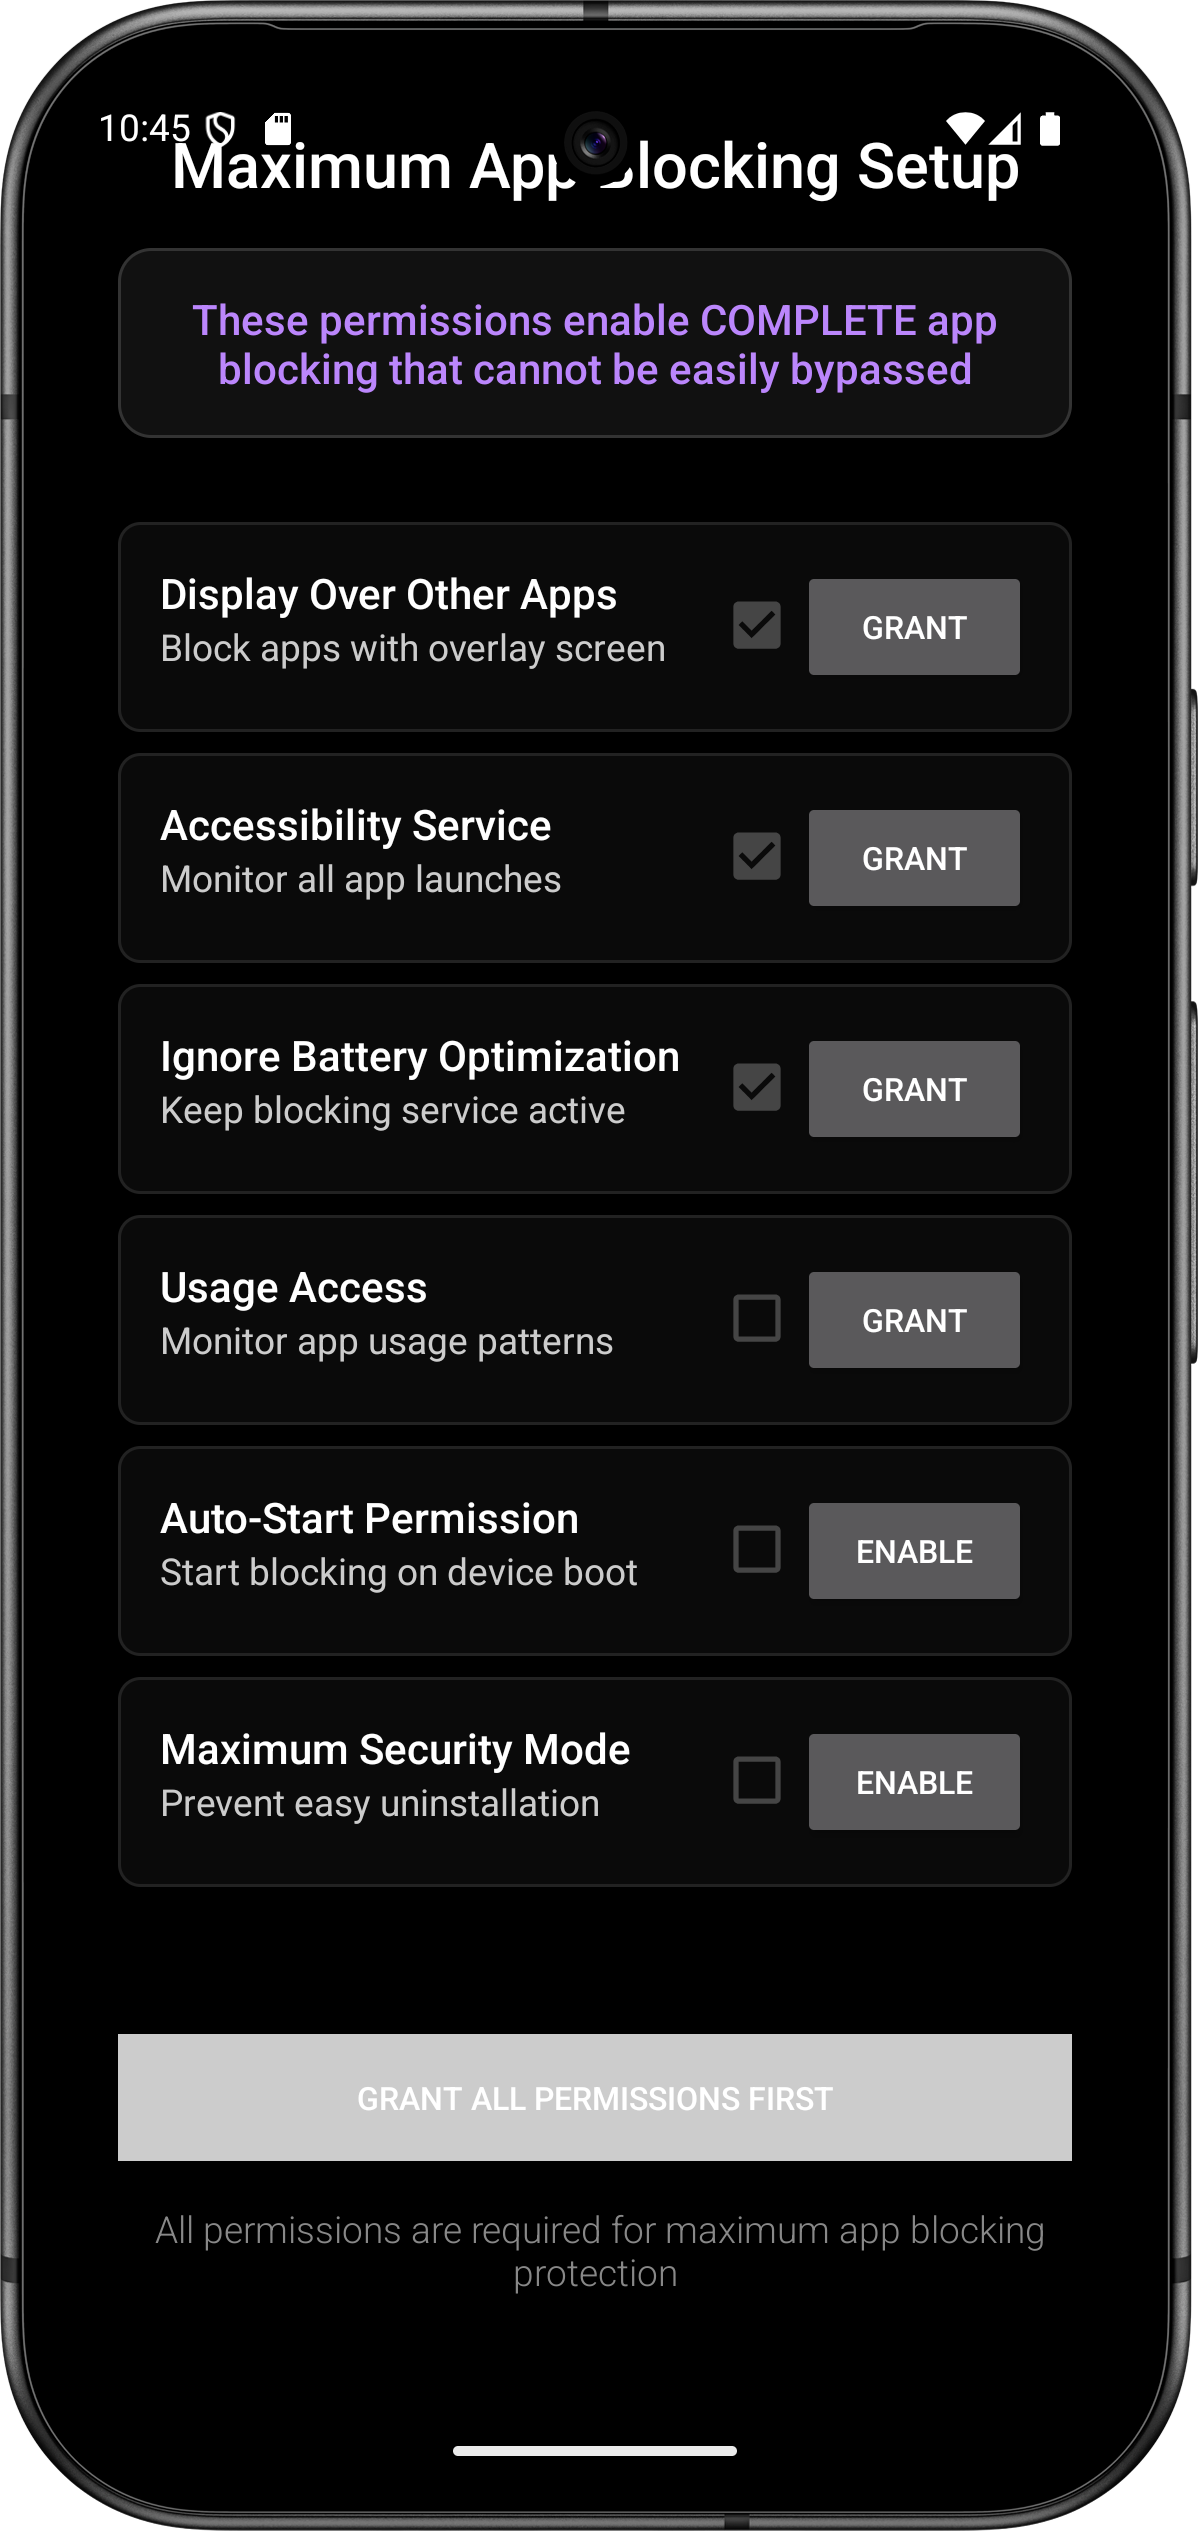 10:45
Maximum App Blocking Setup
These permissions enable COMPLETE app
blocking that cannot be easily bypassed
Display Over Other Apps
Block apps with overlay screen
GRANT
Accessibility Service
Monitor all app launches
GRANT
Ignore Battery Optimization
Keep blocking service active
GRANT
Usage Access
Monitor app usage patterns
GRANT
Auto-Start Permission
Start blocking on device boot
ENABLE
Maximum Security Mode
Prevent easy uninstallation
ENABLE
GRANT ALL PERMISSIONS FIRST
All permissions are required for maximum app blocking
protection